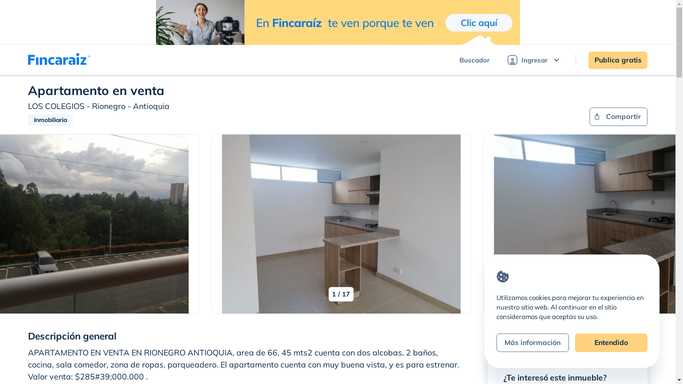 En Fincaraíz te ven porque te ven
Clic aquí
Fincaraiz
Buscador
Ingresar
Publica gratis
Apartamento en venta
LOS COLEGIOS - Rionegro - Antioquia
Inmobiliaria
Compartir
1 / 17
Utilizamos cookies para mejorar tu experiencia en
nuestro sitio web. Al continuar en el sitio
consideramos que aceptas su uso.
Más información
Entendido
Descripción general
APARTAMENTO EN VENTA EN RIONEGRO ANTIOQUIA, area de 66, 45 mts2 cuenta con dos alcobas, 2 baños,
cocina, sala comedor, zona de ropas, parqueadero. El apartamento cuenta con muy buena vista, y es para estrenar.
Valor venta: $285#39;000.000 .
¿Te interesó este inmueble?